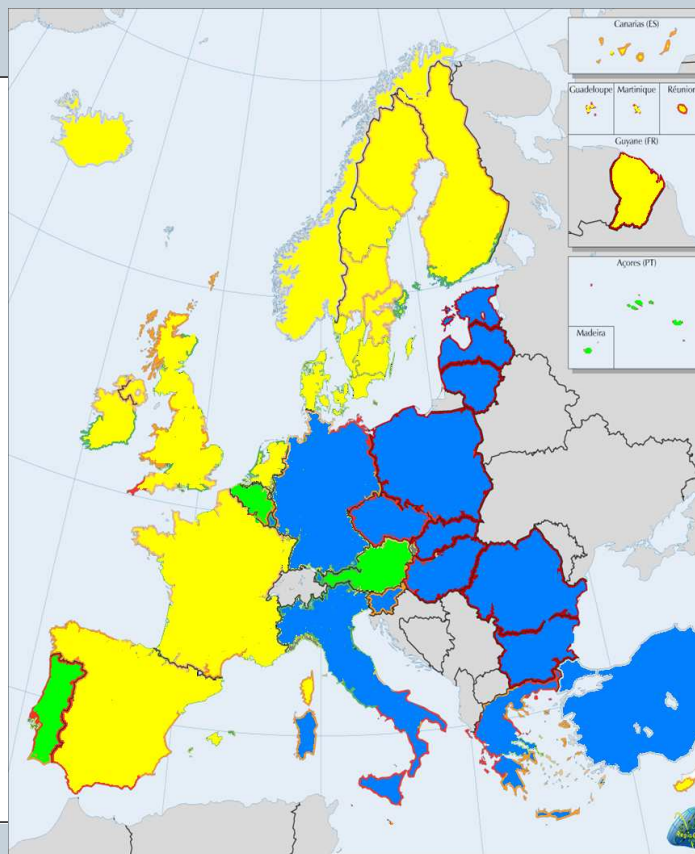 Canarias (ES)
Guadeloupe
Martinique
Réunion
Guyane (FR)
Açores (PT)
Madeira